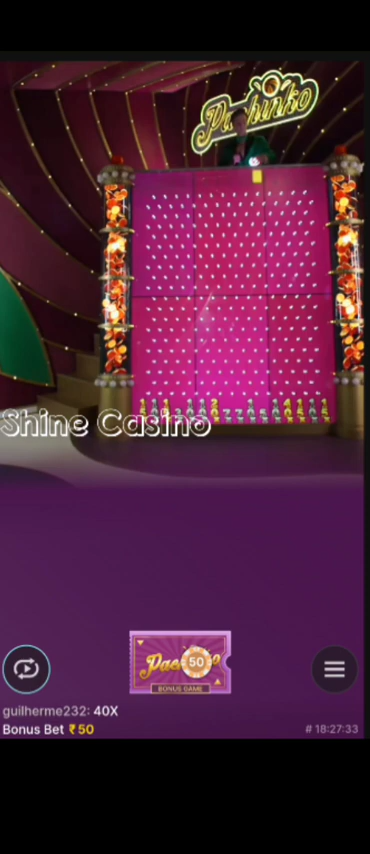 Pachinko
Shine Casino
Pachinko
50
BONUS GAME
guilherme232: 40X
Bonus Bet ₹50
# 18:27:33